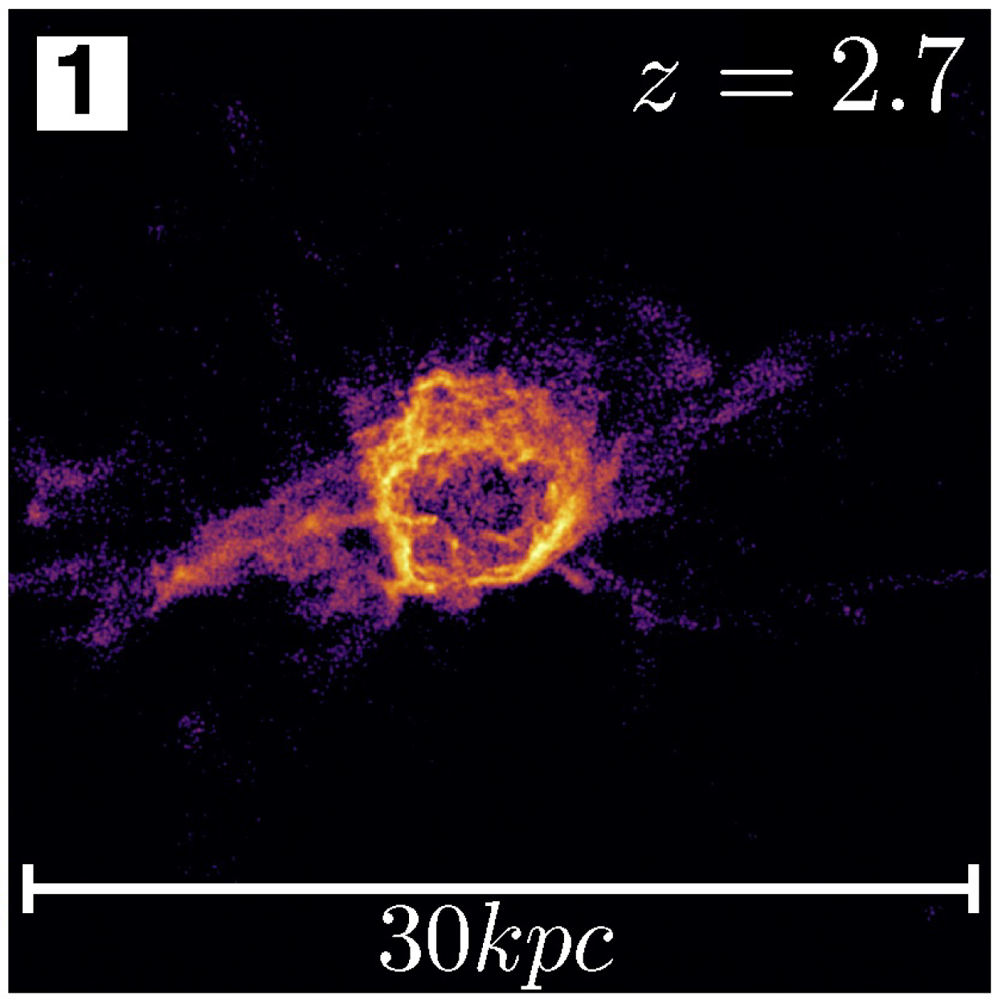 1
z = 2.7
30kpc